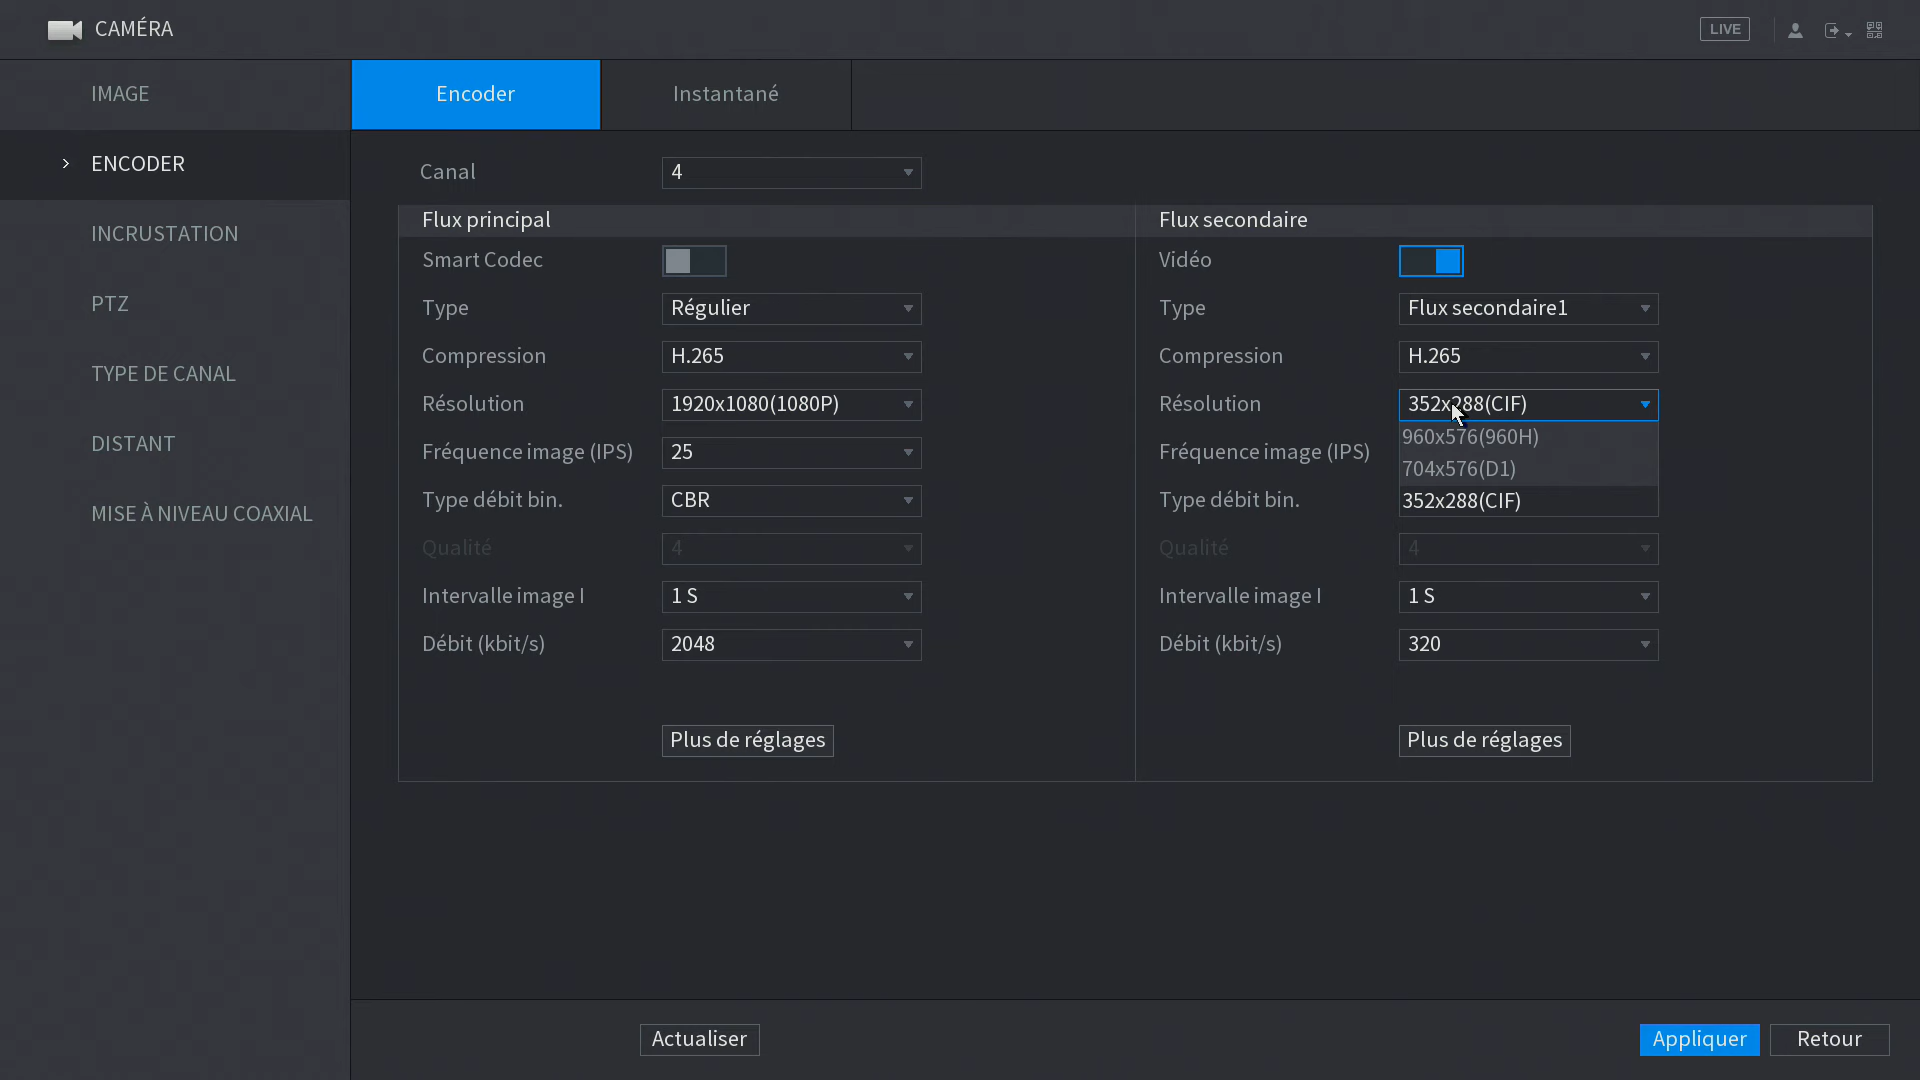 CAMÉRA
LIVE
IMAGE
Encoder
Instantané
ENCODER
INCRUSTATION
PTZ
TYPE DE CANAL
DISTANT
MISE À NIVEAU COAXIAL
Canal
4
Flux principal
Smart Codec
Type
Régulier
Compression
H.265
Résolution
1920x1080(1080P)
Fréquence image (IPS)
25
Type débit bin.
CBR
Qualité
4
Intervalle image I
1 S
Débit (kbit/s)
2048
Plus de réglages
Flux secondaire
Vidéo
Type
Flux secondaire1
Compression
H.265
Résolution
352x288(CIF)
960x576(960H)
704x576(D1)
352x288(CIF)
Fréquence image (IPS)
Type débit bin.
Qualité
4
Intervalle image I
1 S
Débit (kbit/s)
320
Plus de réglages
Actualiser
Appliquer
Retour